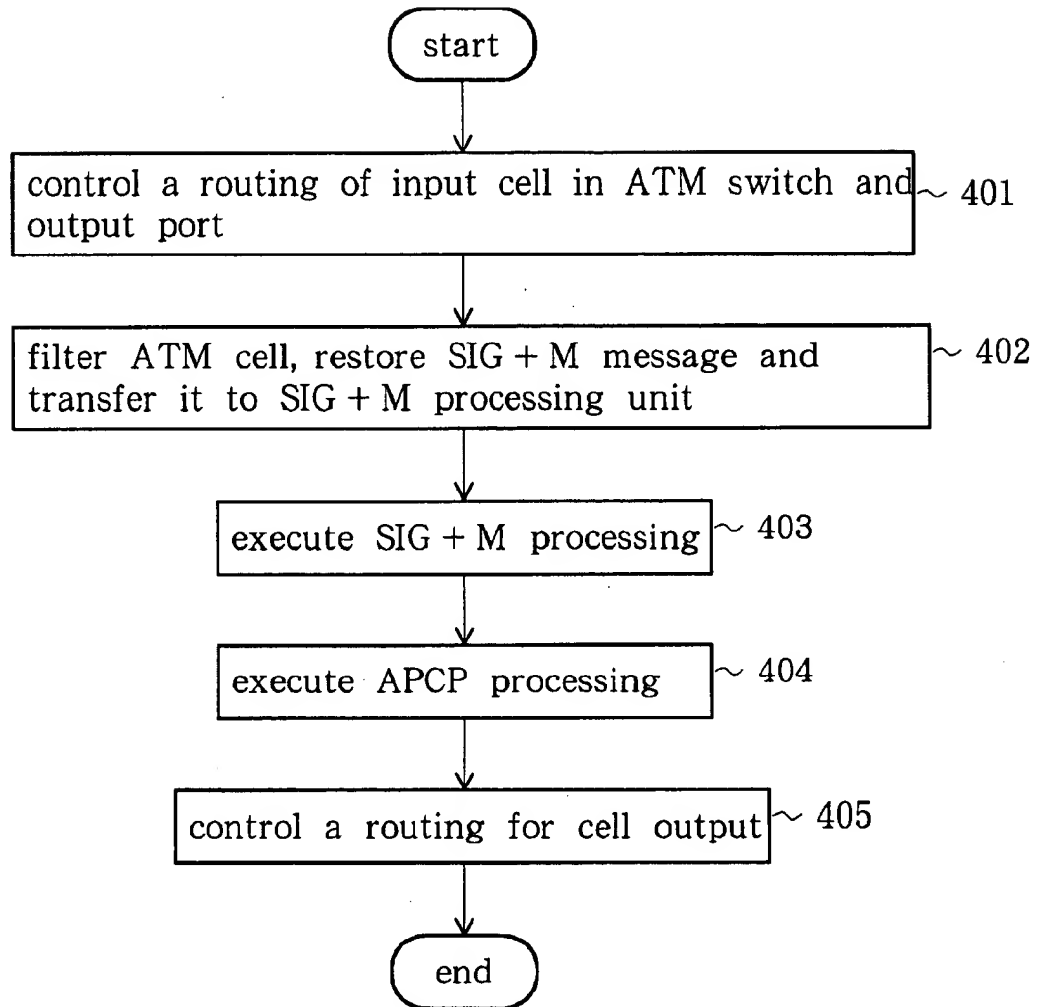 start
control a routing of input cell in ATM switch and
output port
401
filter ATM cell, restore SIG + M message and
transfer it to SIG + M processing unit
402
execute SIG + M processing
403
execute APCP processing
404
control a routing for cell output
405
end